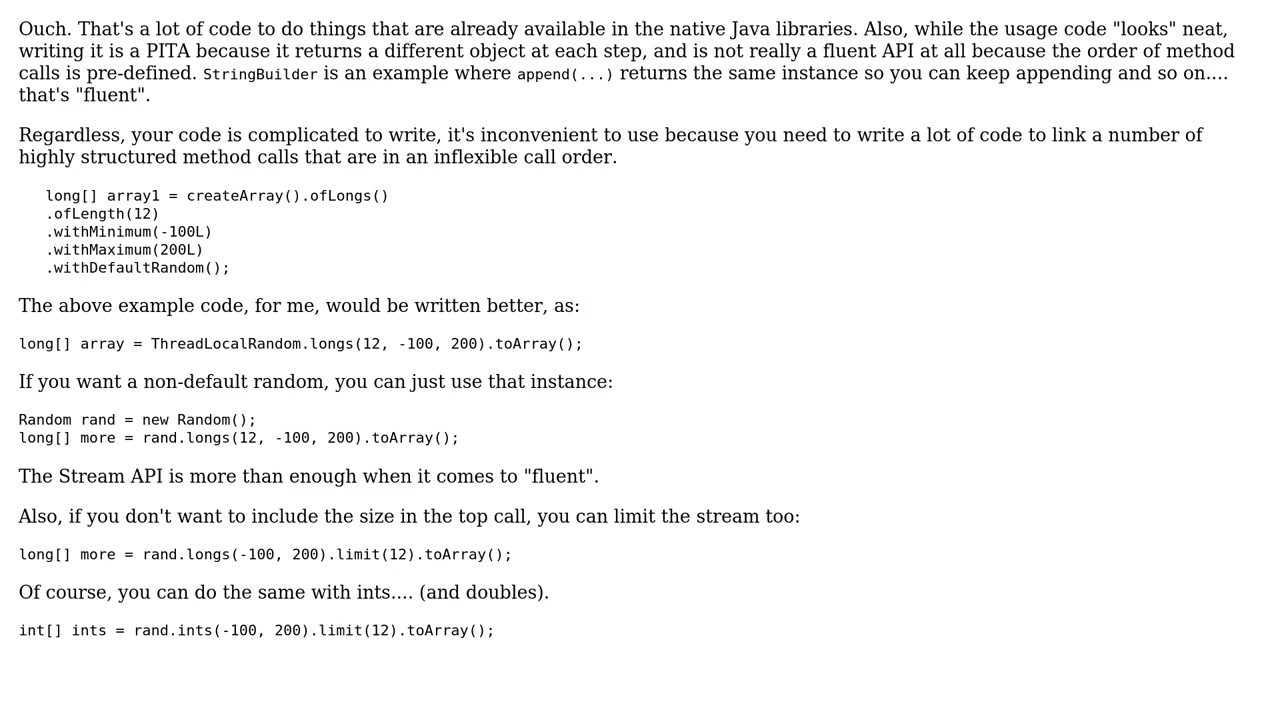 Ouch. That's a lot of code to do things that are already available in the native Java libraries. Also, while the usage code "looks" neat,
writing it is a PITA because it returns a different object at each step, and is not really a fluent API at all because the order of method
calls is pre-defined. StringBuilder is an example where append(...) returns the same instance so you can keep appending and so on....
that's "fluent".
Regardless, your code is complicated to write, it's inconvenient to use because you need to write a lot of code to link a number of
highly structured method calls that are in an inflexible call order.
long[] array1 = createArray().ofLongs()
.ofLength(12)
.withMinimum(-100L)
.withMaximum(200L)
.withDefaultRandom();
The above example code, for me, would be written better, as:
long[] array = ThreadLocalRandom.longs(12, -100, 200).toArray();
If you want a non-default random, you can just use that instance:
Random rand = new Random();
long[] more = rand.longs(12, -100, 200).toArray();
The Stream API is more than enough when it comes to "fluent".
Also, if you don't want to include the size in the top call, you can limit the stream too:
long[] more = rand.longs(-100, 200).limit(12).toArray();
Of course, you can do the same with ints.... (and doubles).
int[] ints = rand.ints(-100, 200).limit(12).toArray();